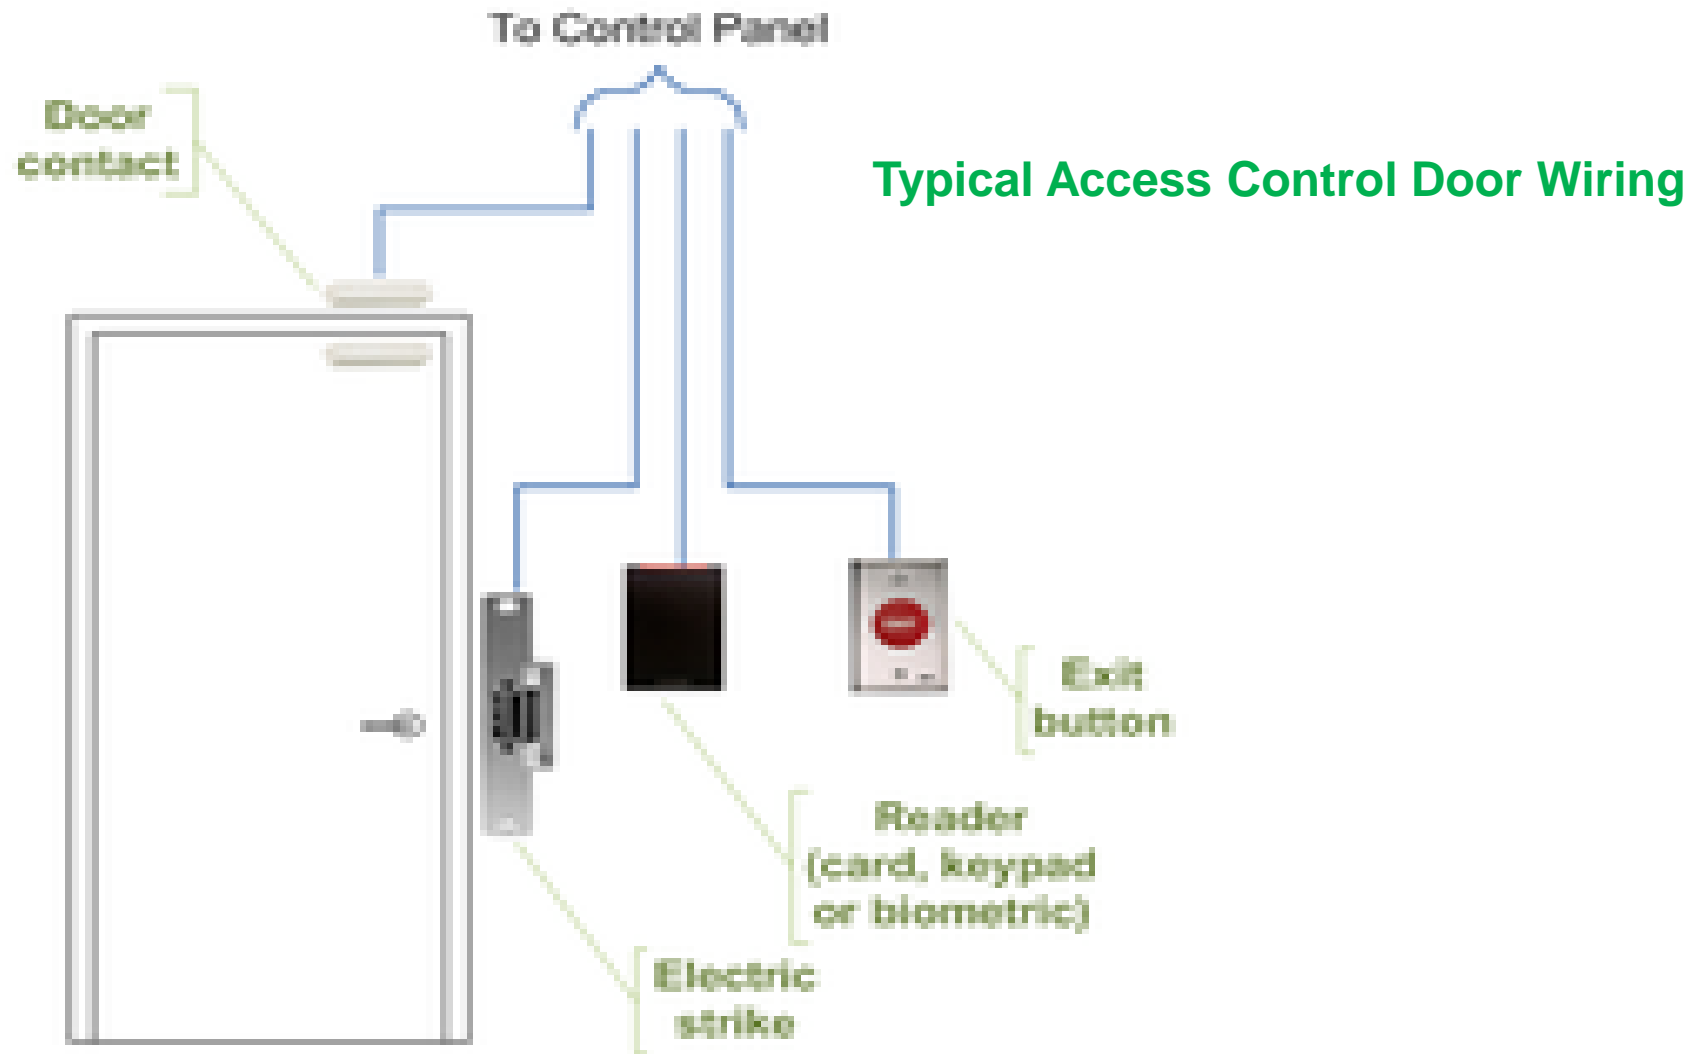 To Control Panel
Door
contact
Typical Access Control Door Wiring
Exit
button
Reader
(card, keypad
or biometric)
Electric
strike